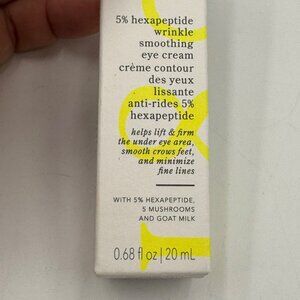 5% hexapeptide
wrinkle
smoothing
eye cream
crème contour
des yeux
lissante
anti-rides 5%
hexapeptide
helps lift & firm
the under eye area,
smooth crows feet,
and minimize
fine lines
WITH 5% HEXAPEPTIDE,
5 MUSHROOMS
AND GOAT MILK
0.68 fl oz | 20 mL